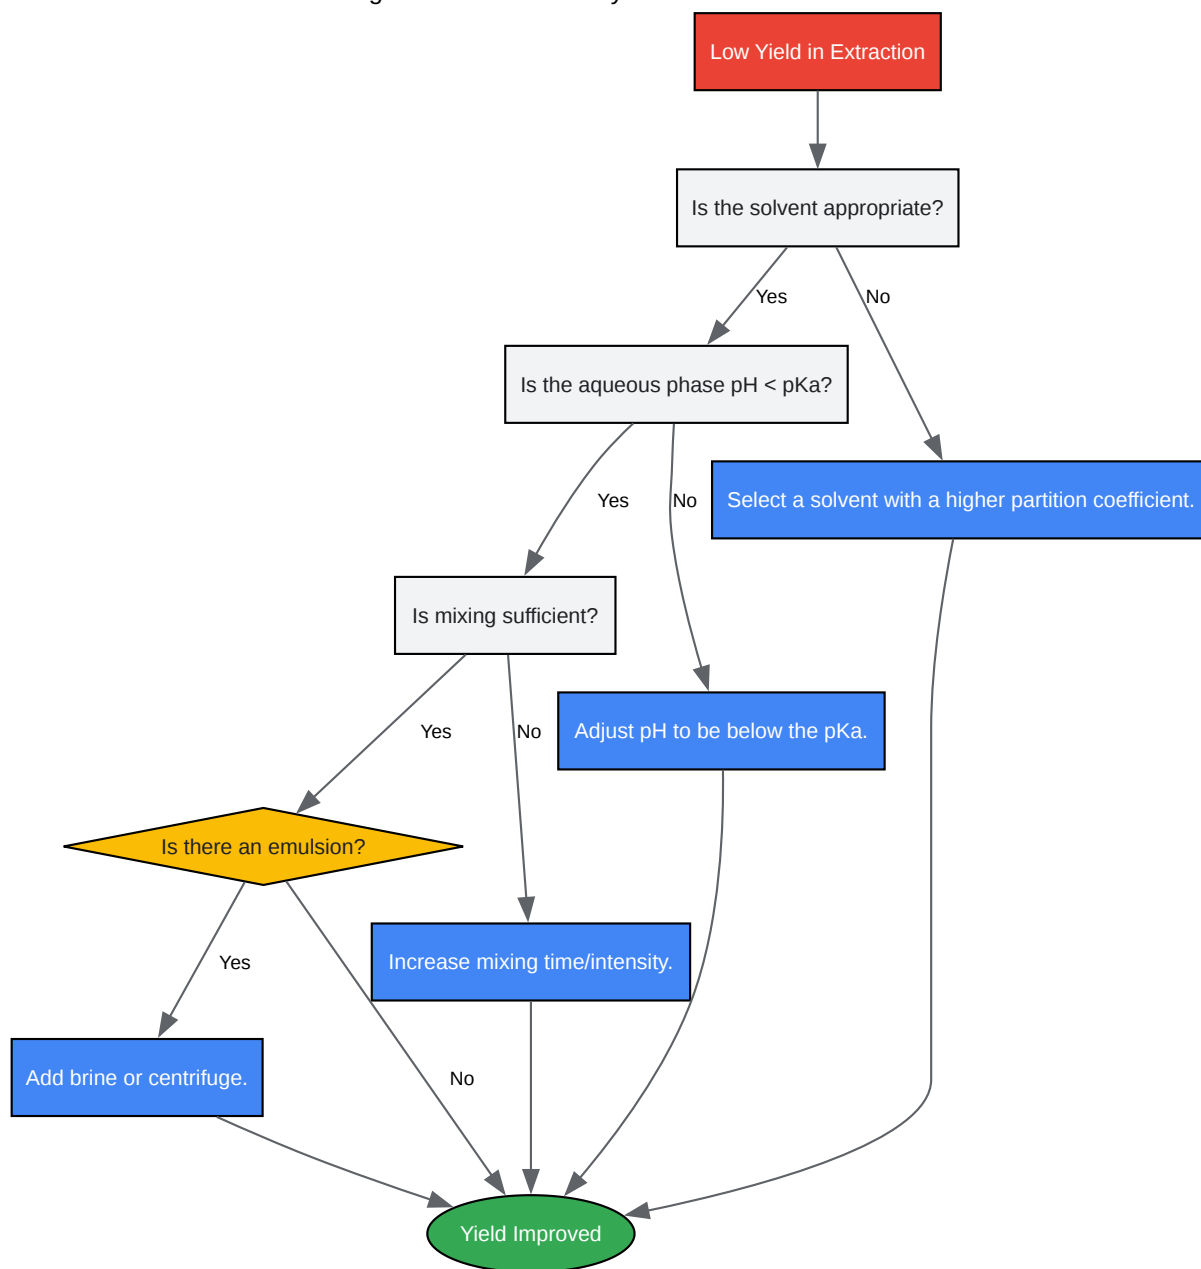 Low Yield in Extraction
Is the solvent appropriate?
Yes
No
Is the aqueous phase pH < pKa?
Yes
No
Select a solvent with a higher partition coefficient.
Is mixing sufficient?
Yes
No
Adjust pH to be below the pKa.
Is there an emulsion?
Yes
Increase mixing time/intensity.
Add brine or centrifuge.
No
Yield Improved